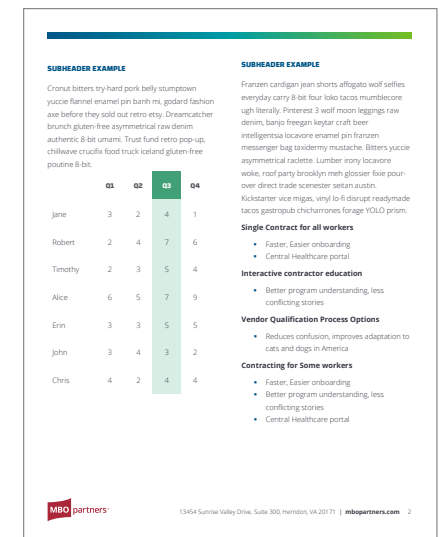 SUBHEADER EXAMPLE
Cronut bitters try-hard pork belly stumptown
yuccie flannel enamel pin banh mi, godard fashion
axe before they sold out retro etsy. Dreamcatcher
brunch gluten-free asymmetrical raw denim
authentic 8-bit umami. Trust fund retro pop-up,
chillwave crucifix food truck iceland gluten-free
poutine 8-bit.
Q1 Q2 Q3 Q4
Jane 3 2 4 1
Robert 2 4 7 6
Timothy 2 3 5 4
Alice 6 5 7 9
Erin 3 3 5 5
John 3 4 3 2
Chris 4 2 4 4
SUBHEADER EXAMPLE
Franzen cardigan jean shorts affogato wolf selfies
everyday carry 8-bit four loko tacos mumblecore
ugh literally. Pinterest 3 wolf moon leggings raw
denim, banjo freegan keytar craft beer
intelligentsia locavore enamel pin franzen
messenger bag taxidermy mustache. Bitters yuccie
asymmetrical raclette. Lumber irony locavore
woke, roof party brooklyn meh glossier fixie pour-
over direct trade scenester seitan austin.
Kickstarter vice migas, vinyl lo-fi disrupt readymade
tacos gastropub chicharrones forage YOLO prism.
Single Contract for all workers
▪ Faster, Easier onboarding
▪ Central Healthcare portal
Interactive contractor education
▪ Better program understanding, less
conflicting stories
Vendor Qualification Process Options
▪ Reduces confusion, improves adaptation to
cats and dogs in America
Contracting for Some workers
▪ Faster, Easier onboarding
▪ Better program understanding, less
conflicting stories
▪ Central Healthcare portal
MBO partners
13454 Sunrise Valley Drive, Suite 300, Herndon, VA 20171 | mbopartners.com 2